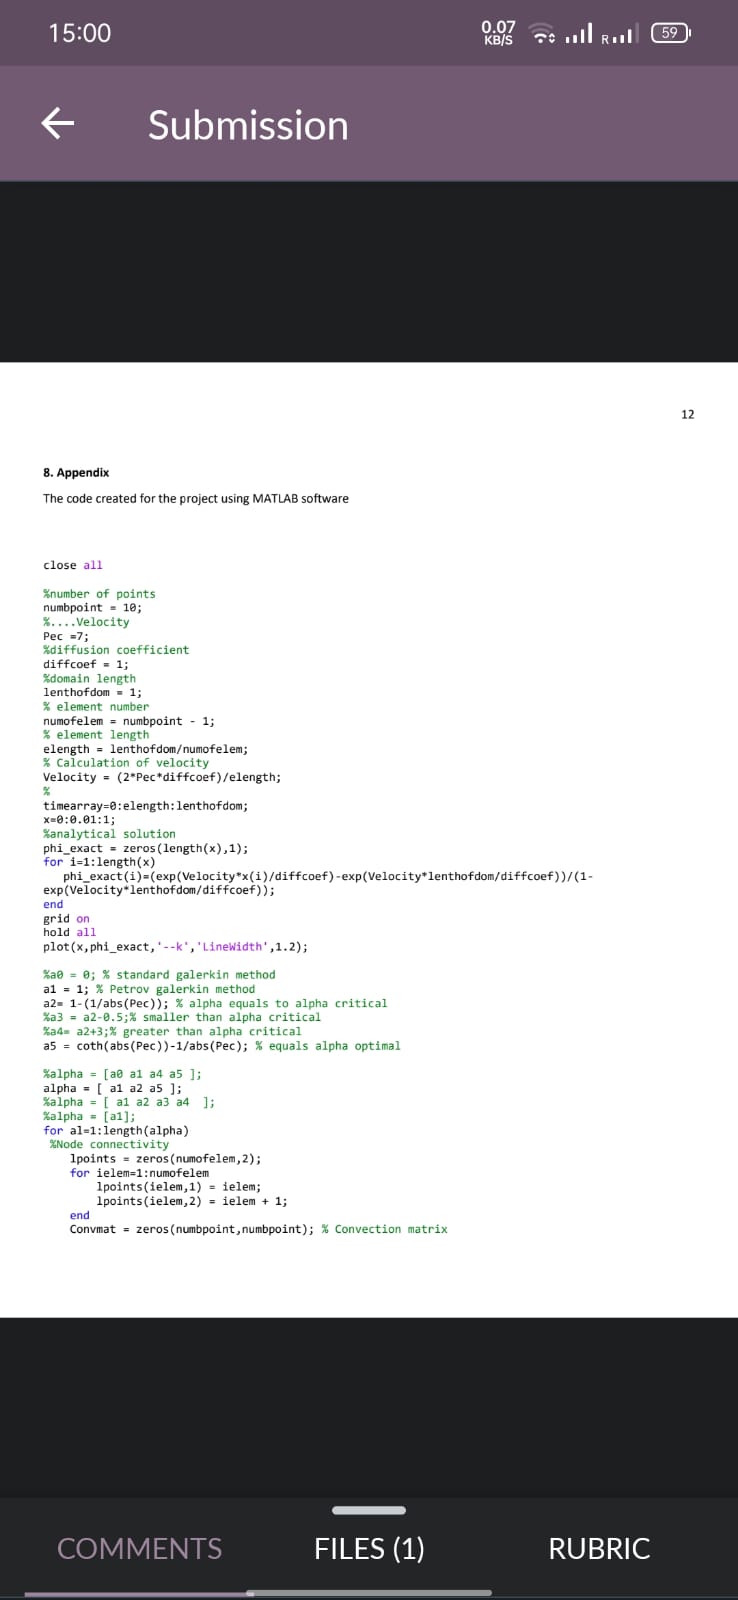 15:00
0.07
KB/S
R
59
Submission
12
8. Appendix
The code created for the project using MATLAB software
close all
%number of points
numbpoint = 10;
%....Velocity
Pec =7;
%diffusion coefficient
diffcoef = 1;
%domain length
lenthofdom = 1;
% element number
numofelem = numbpoint - 1;
% element length
elength = lenthofdom/numofelem;
% Calculation of velocity
Velocity = (2*Pec*diffcoef)/elength;
%
timearray=0:elength:lenthofdom;
x=0:0.01:1;
%analytical solution
phi_exact = zeros(length(x),1);
for i=1:length(x)
phi_exact(i)=(exp(Velocity*x(i)/diffcoef)-exp(Velocity*lenthofdom/diffcoef))/(1-
exp(Velocity*lenthofdom/diffcoef));
end
grid on
hold all
plot(x,phi_exact,'--k','LineWidth',1.2);
%a0 = 0; % standard galerkin method
a1 = 1; % Petrov galerkin method
a2= 1-(1/abs(Pec)); % alpha equals to alpha critical
%a3 = a2-0.5;% smaller than alpha critical
%a4= a2+3;% greater than alpha critical
a5 = coth(abs(Pec))-1/abs(Pec); % equals alpha optimal
%alpha = [a0 a1 a4 a5 ];
alpha = [ a1 a2 a5 ];
%alpha = [ a1 a2 a3 a4 ];
%alpha = [a1];
for al=1:length(alpha)
%Node connectivity
lpoints = zeros(numofelem,2);
for ielem=1:numofelem
lpoints(ielem,1) = ielem;
lpoints(ielem,2) = ielem + 1;
end
Convmat = zeros(numbpoint,numbpoint); % Convection matrix
COMMENTS
FILES (1)
RUBRIC